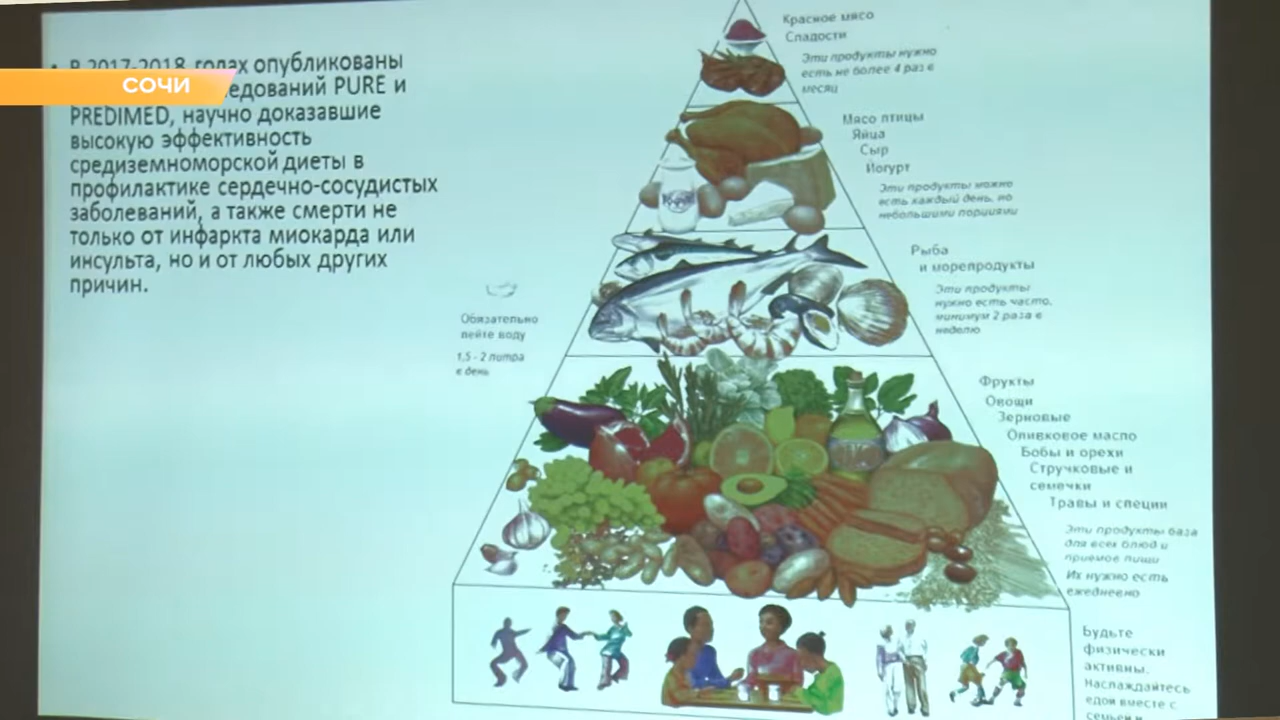 СОЧИ
В 2017-2018 годах опубликованы
едований PURE и
PREDIMED, научно доказавшие
высокую эффективность
средиземноморской диеты в
профилактике сердечно-сосудистых
заболеваний, а также смерти не
только от инфаркта миокарда или
инсульта, но и от любых других
причин.
Обязательно
пейте воду
1,5 - 2 литра
в день
Красное мясо
Сладости
Эти продукты нужно
есть не более 4 раз в
месяц
Мясо птицы
Яйца
Сыр
Йогурт
Эти продукты можно
есть каждый день, но
небольшими порциями
Рыба
и морепродукты
Эти продукты
нужно есть часто,
минимум 2 раза в
неделю
Фрукты
Овощи
Зерновые
Оливковое масло
Бобы и орехи
Стручковые и
семечки
Травы и специи
Эти продукты база
для всех блюд и
приемов пищи
Их нужно есть
ежедневно
Будьте
физически
активны.
Наслаждайтесь
едой вместе с
семьей и